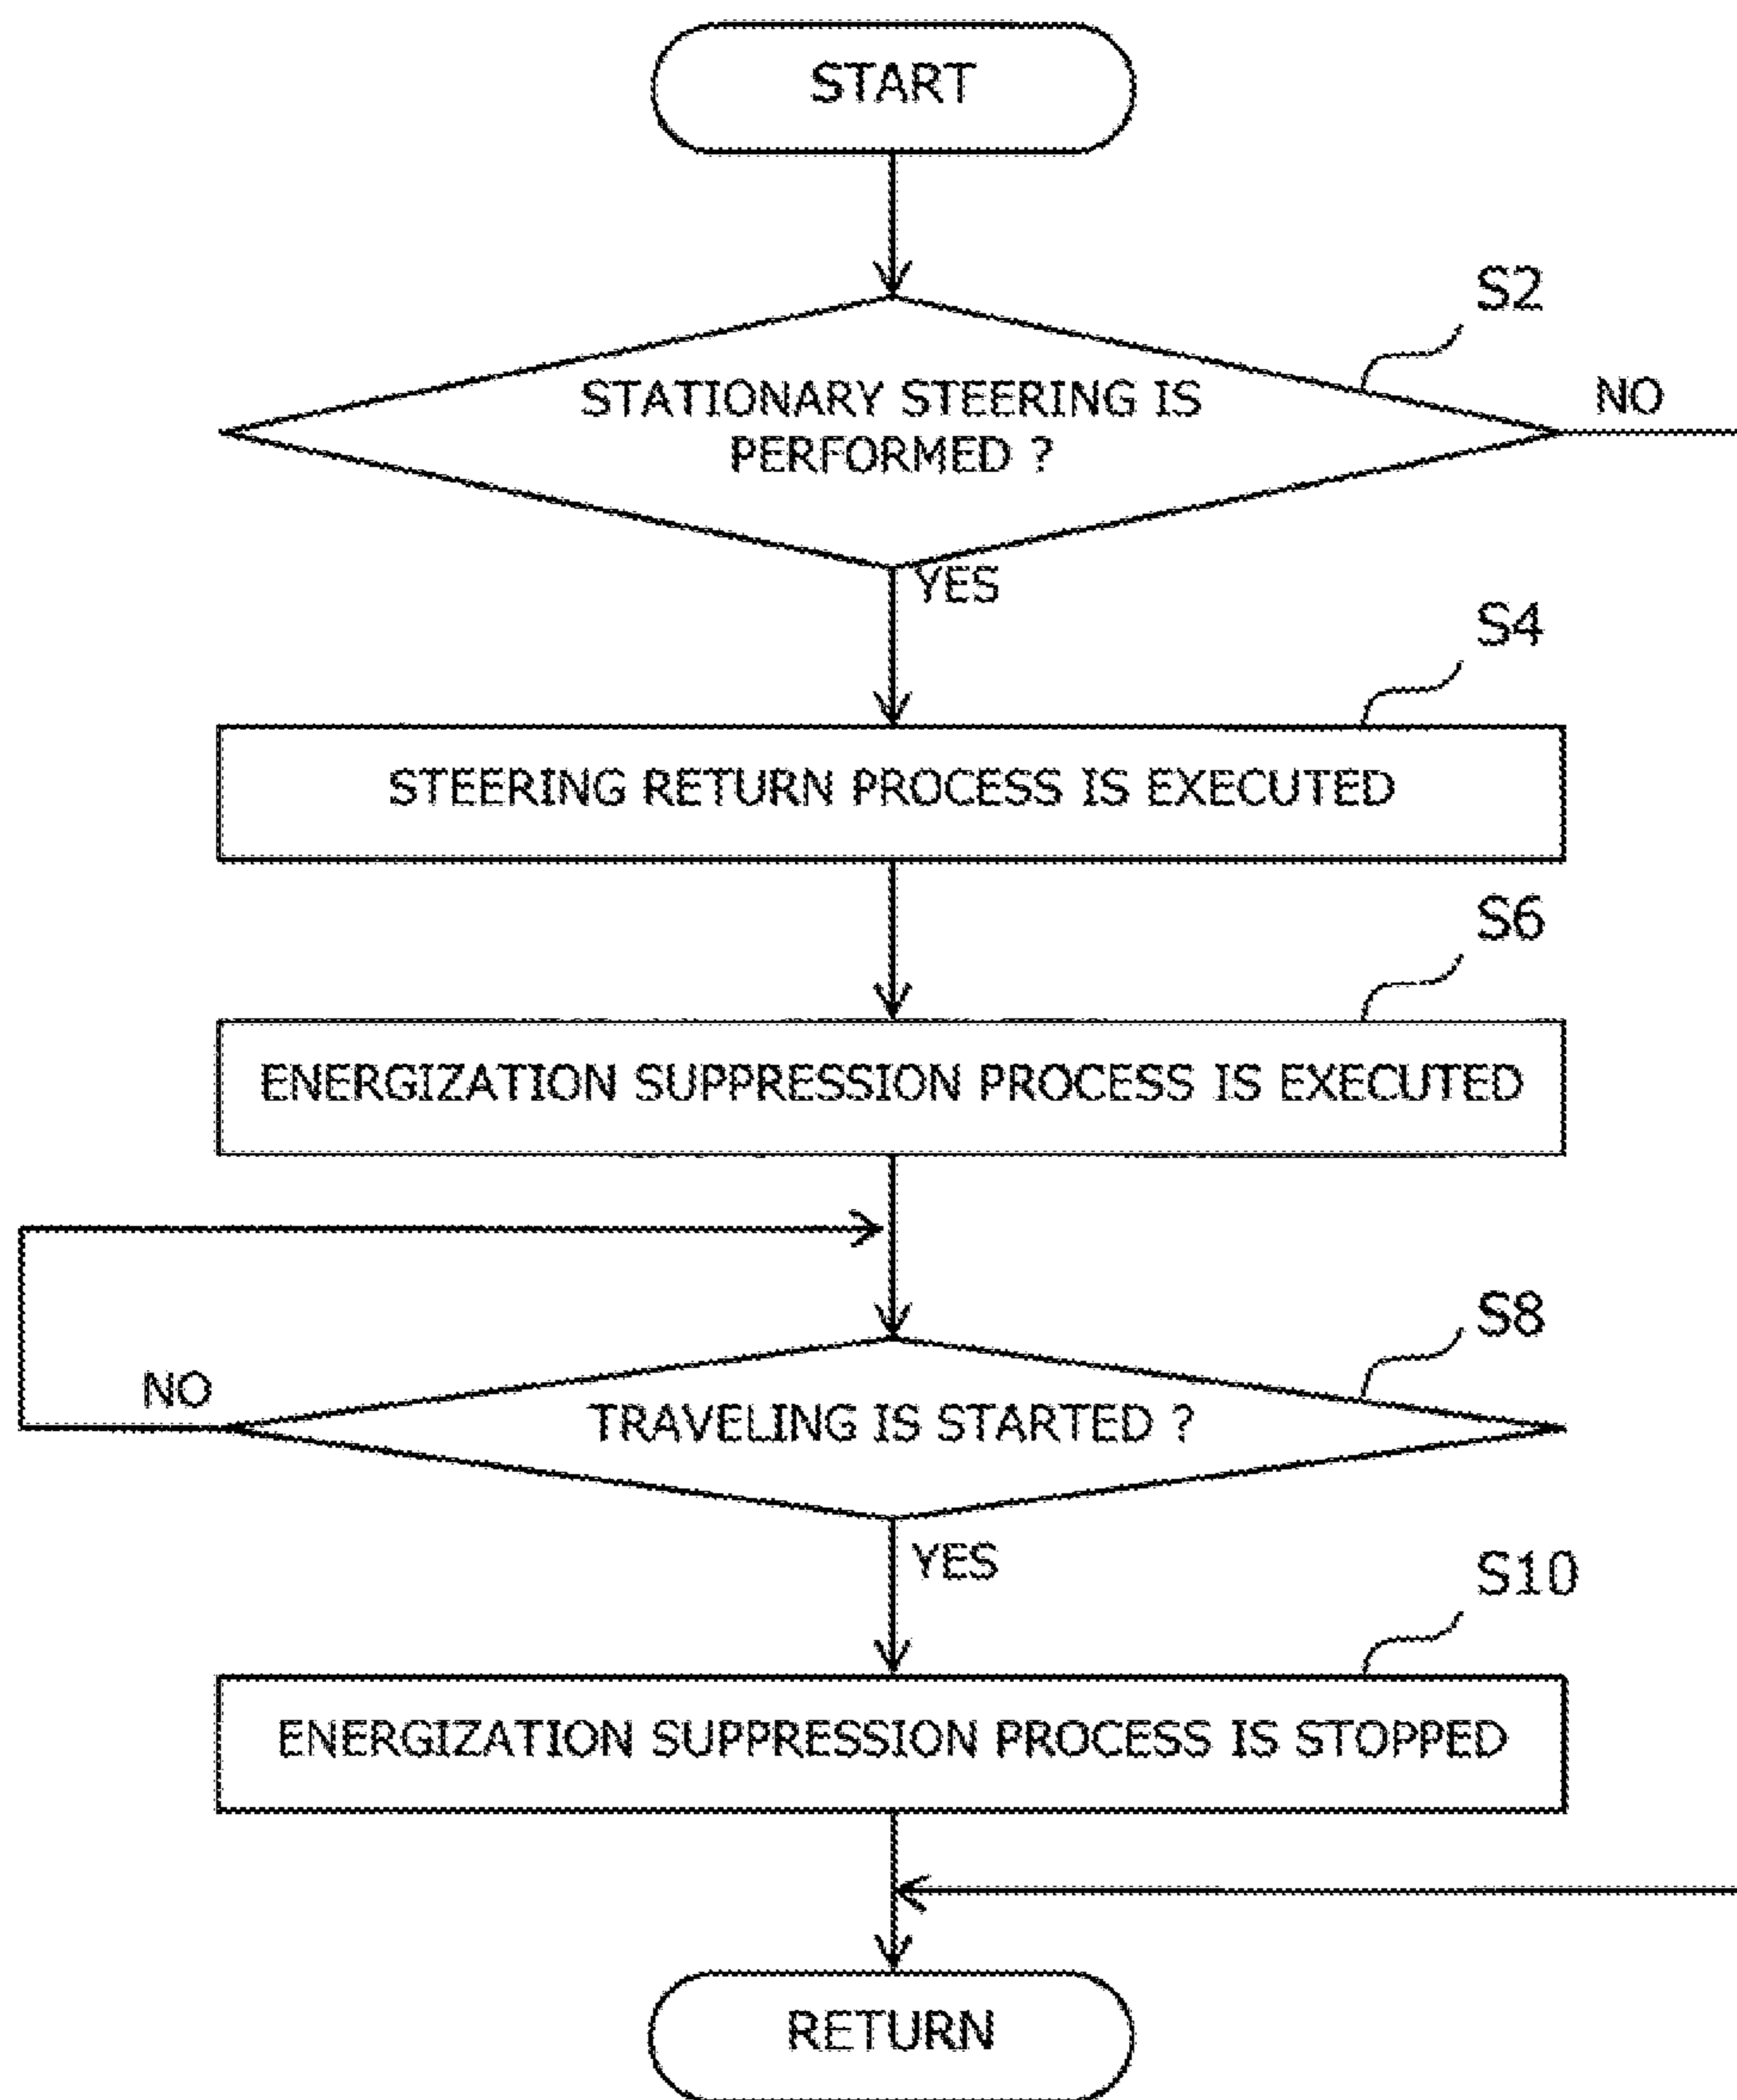 START
S2
STATIONARY STEERING IS
PERFORMED ?
NO
YES
S4
STEERING RETURN PROCESS IS EXECUTED
S6
ENERGIZATION SUPPRESSION PROCESS IS EXECUTED
S8
NO
TRAVELING IS STARTED ?
YES
S10
ENERGIZATION SUPPRESSION PROCESS IS STOPPED
RETURN